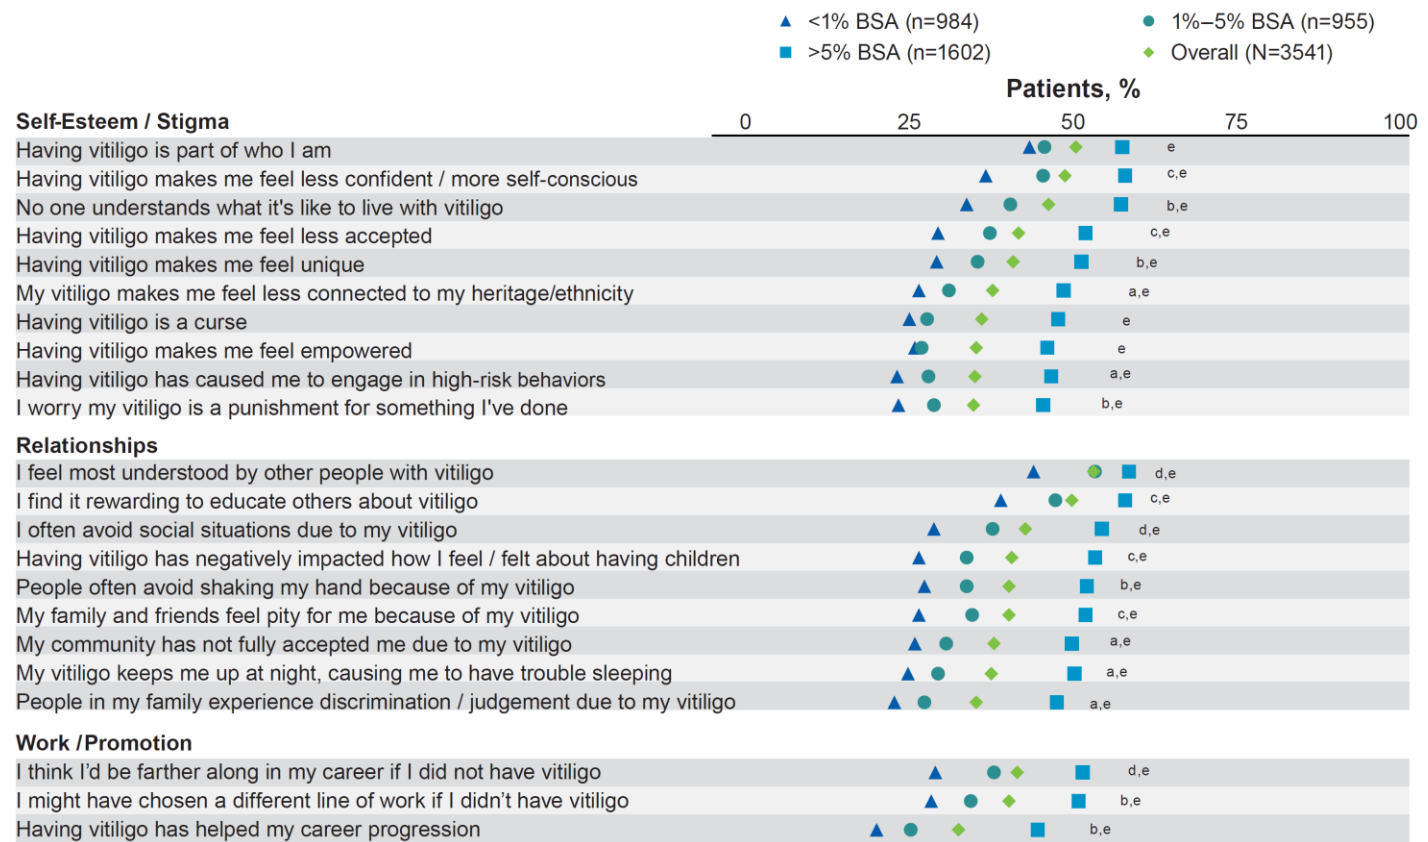 <1% BSA (n=984) 1%–5% BSA (n=955)
>5% BSA (n=1602) Overall (N=3541)
Patients, %
Self-Esteem / Stigma 0 25 50 75 100
Having vitiligo is part of who I am e
Having vitiligo makes me feel less confident / more self-conscious c,e
No one understands what it's like to live with vitiligo b,e
Having vitiligo makes me feel less accepted c,e
Having vitiligo makes me feel unique b,e
My vitiligo makes me feel less connected to my heritage/ethnicity a,e
Having vitiligo is a curse e
Having vitiligo makes me feel empowered e
Having vitiligo has caused me to engage in high-risk behaviors a,e
I worry my vitiligo is a punishment for something I've done b,e
Relationships
I feel most understood by other people with vitiligo d,e
I find it rewarding to educate others about vitiligo c,e
I often avoid social situations due to my vitiligo d,e
Having vitiligo has negatively impacted how I feel / felt about having children c,e
People often avoid shaking my hand because of my vitiligo b,e
My family and friends feel pity for me because of my vitiligo c,e
My community has not fully accepted me due to my vitiligo a,e
My vitiligo keeps me up at night, causing me to have trouble sleeping a,e
People in my family experience discrimination / judgement due to my vitiligo a,e
Work /Promotion
I think I'd be farther along in my career if I did not have vitiligo d,e
I might have chosen a different line of work if I didn’t have vitiligo b,e
Having vitiligo has helped my career progression b,e